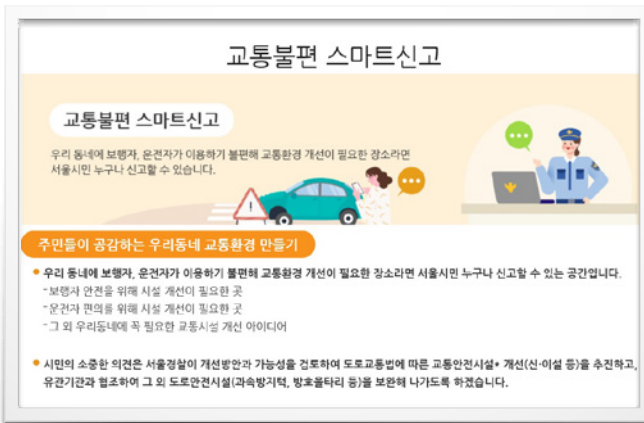 교통불편 스마트신고
교통불편 스마트신고
우리 동네에 보행자, 운전자가 이용하기 불편해 교통환경 개선이 필요한 장소라면
서울시민 누구나 신고할 수 있습니다.
주민들이 공감하는 우리동네 교통환경 만들기
• 우리 동네에 보행자, 운전자가 이용하기 불편해 교통환경 개선이 필요한 장소라면 서울시민 누구나 신고할 수 있는 공간입니다.
-보행자 안전을 위해 시설 개선이 필요한 곳
-운전자 편의를 위해 시설 개선이 필요한 곳
-그 외 우리동네에 꼭 필요한 교통시설 개선 아이디어
• 시민의 소중한 의견은 서울경찰이 개선방안과 가능성을 검토하여 도로교통법에 따른 교통안전시설* 개선(신·이설 등)을 추진하고,
유관기관과 협조하여 그 외 도로안전시설(과속방지턱, 방호울타리 등)을 보완해 나가도록 하겠습니다.